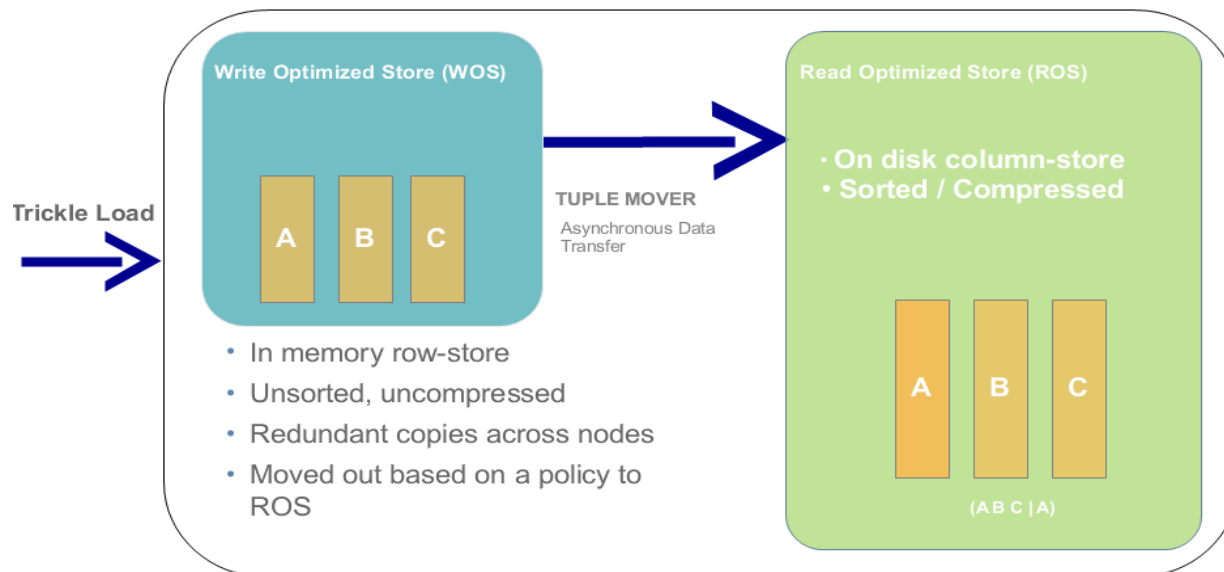 Trickle Load
Write Optimized Store (WOS)
A B C
• In memory row-store
• Unsorted, uncompressed
• Redundant copies across nodes
• Moved out based on a policy to
ROS
TUPLE MOVER
Asynchronous Data
Transfer
Read Optimized Store (ROS)
• On disk column-store
• Sorted / Compressed
A B C
(A B C | A)